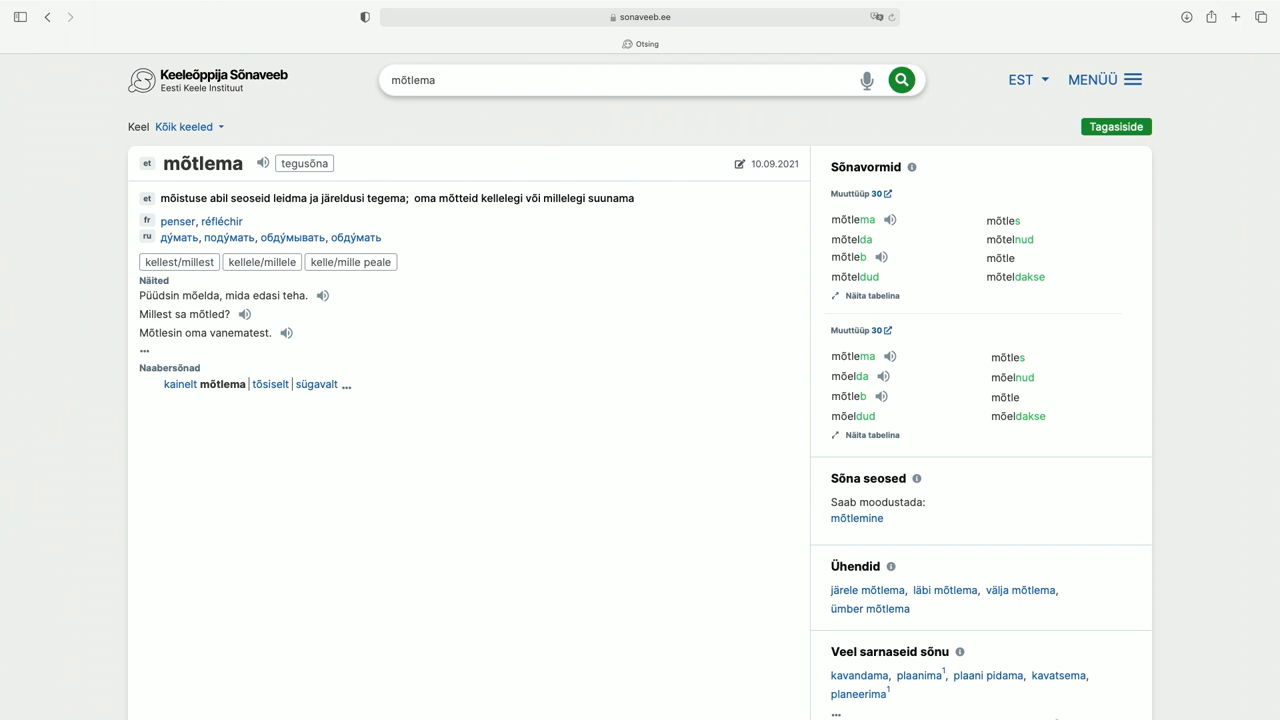 sonaveeb.ee
Otsing
Keeleõppija Sõnaveeb
Eesti Keele Instituut
mõtlema
EST
MENÜÜ
Keel Kõik keeled
Tagasiside
et mõtlema tegusõna
10.09.2021
et mõistuse abil seoseid leidma ja järeldusi tegema; oma mõtteid kellelegi või millelegi suunama
fr penser, réfléchir
ru ду́мать, поду́мать, обду́мывать, обду́мать
kellest/millest kellele/millele kelle/mille peale
Näited
Püüdsin mõelda, mida edasi teha.
Millest sa mõtled?
Mõtlesin oma vanematest.
...
Naabersõnad
kainelt mõtlema | tõsiselt | sügavalt ...
Sõnavormid
Muuttüüp 30
mõtlema mõtles
mõtelda mõtelnud
mõtleb mõtle
mõteldud mõteldakse
Näita tabelina
Muuttüüp 30
mõtlema mõtles
mõelda mõelnud
mõtleb mõtle
mõeldud mõeldakse
Näita tabelina
Sõna seosed
Saab moodustada:
mõtlemine
Ühendid
järele mõtlema, läbi mõtlema, välja mõtlema,
ümber mõtlema
Veel sarnaseid sõnu
kavandama, plaanima¹, plaani pidama, kavatsema,
planeerima¹
...